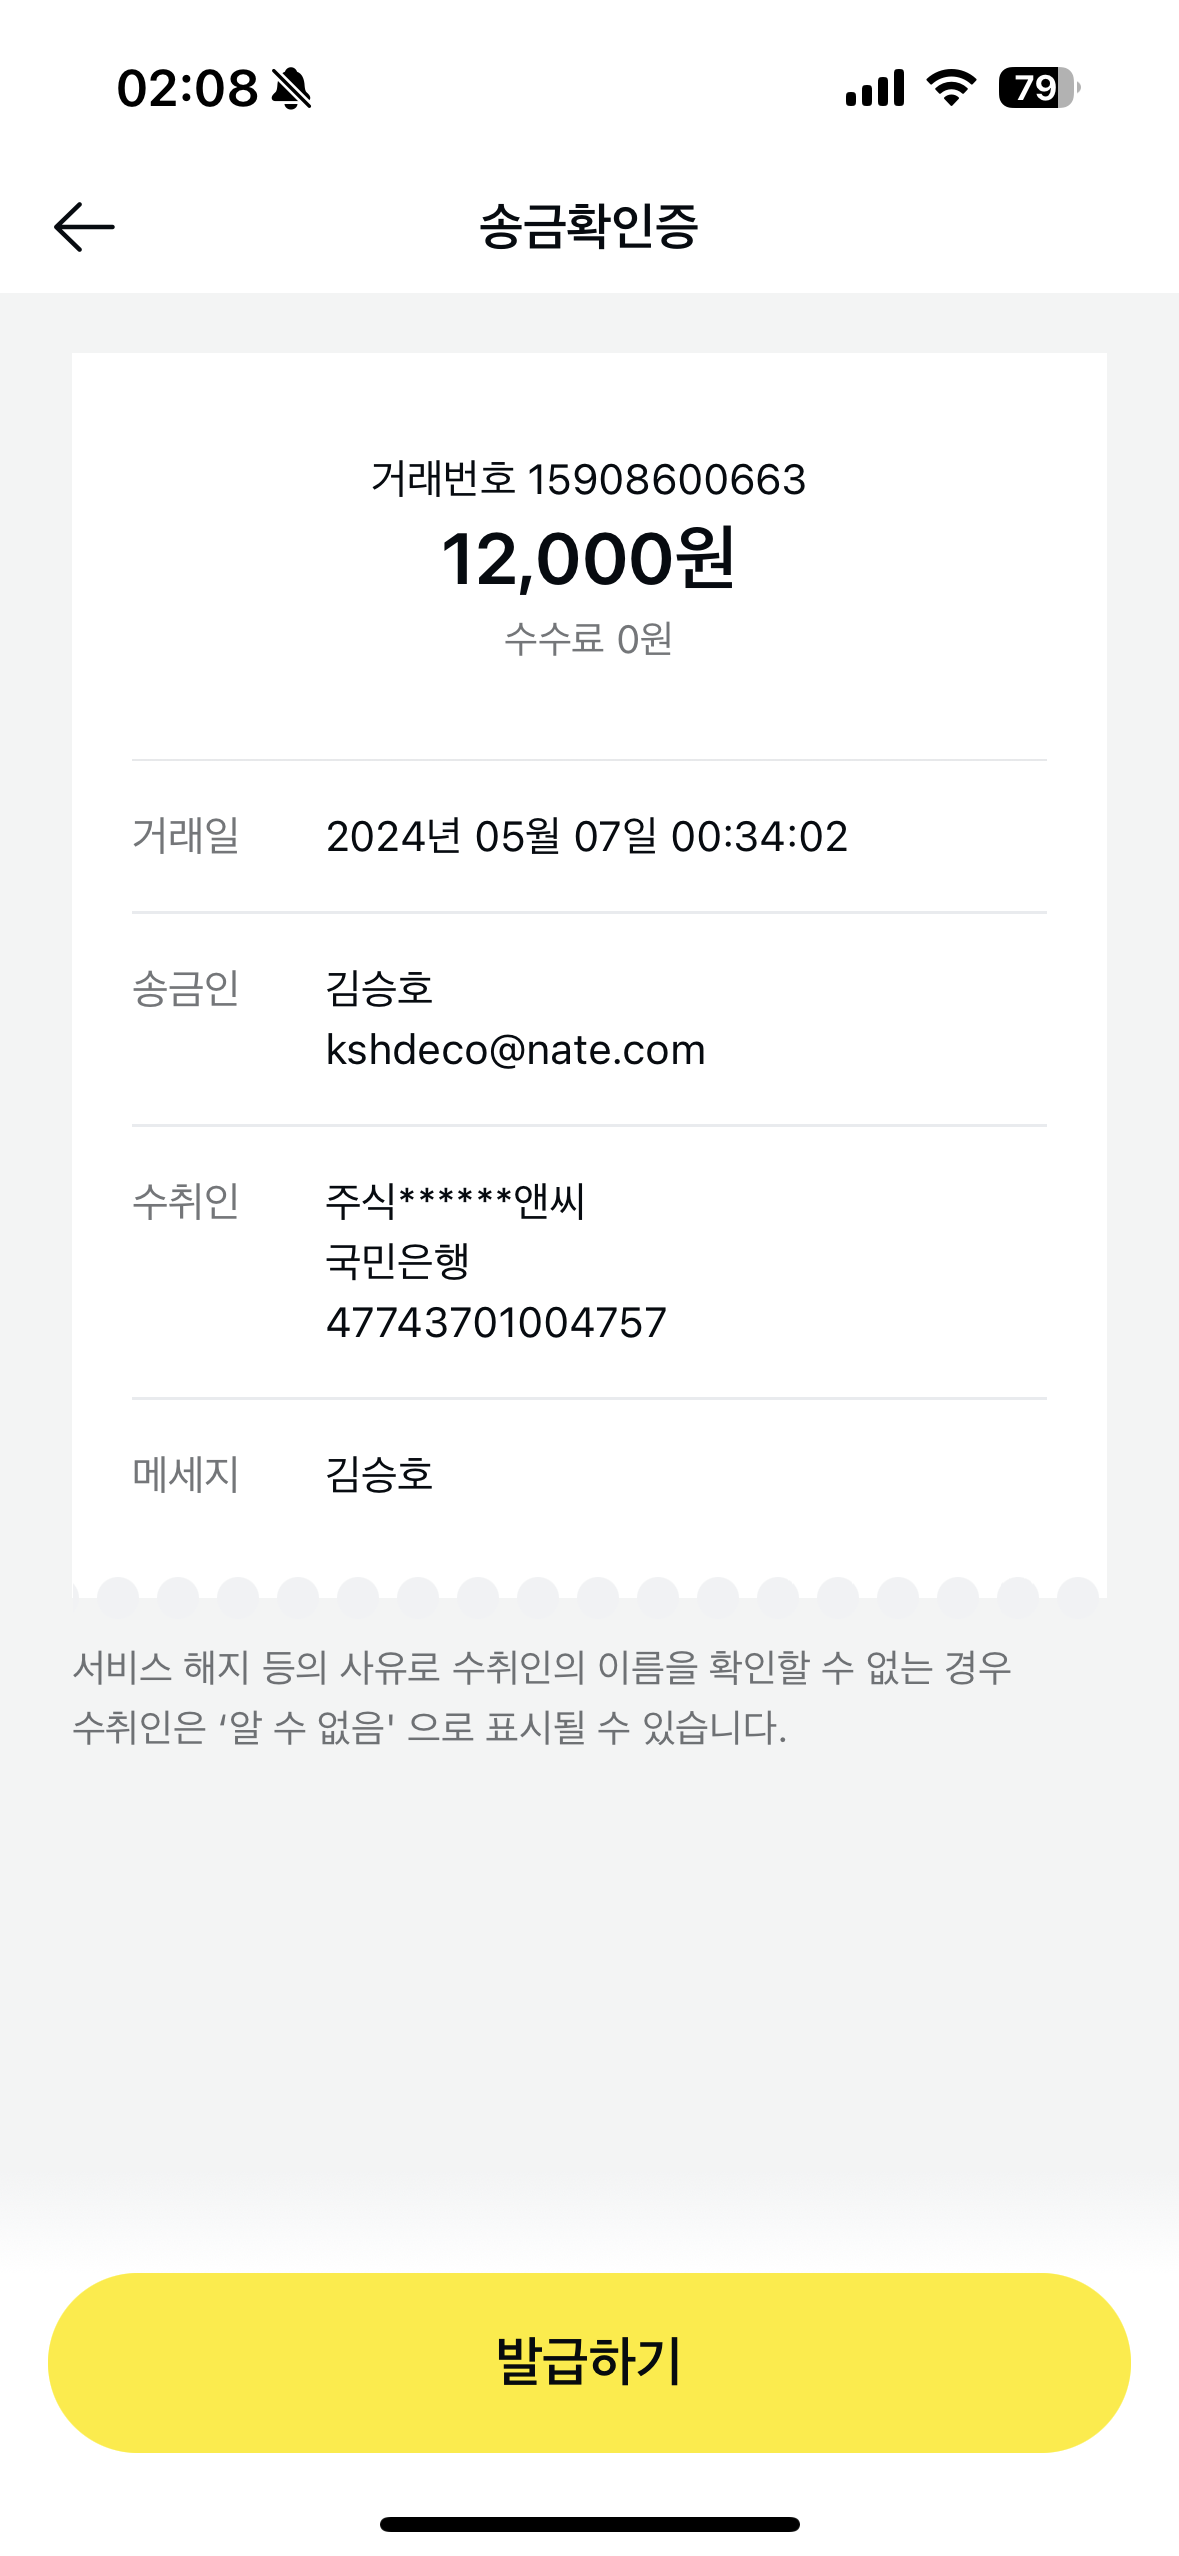 02:08
79
송금확인증
거래번호 15908600663
12,000원
수수료 0원
거래일 2024년 05월 07일 00:34:02
송금인 김승호
kshdeco@nate.com
수취인 주식******앤씨
국민은행
47743701004757
메세지 김승호
서비스 해지 등의 사유로 수취인의 이름을 확인할 수 없는 경우
수취인은 ‘알 수 없음' 으로 표시될 수 있습니다.
발급하기